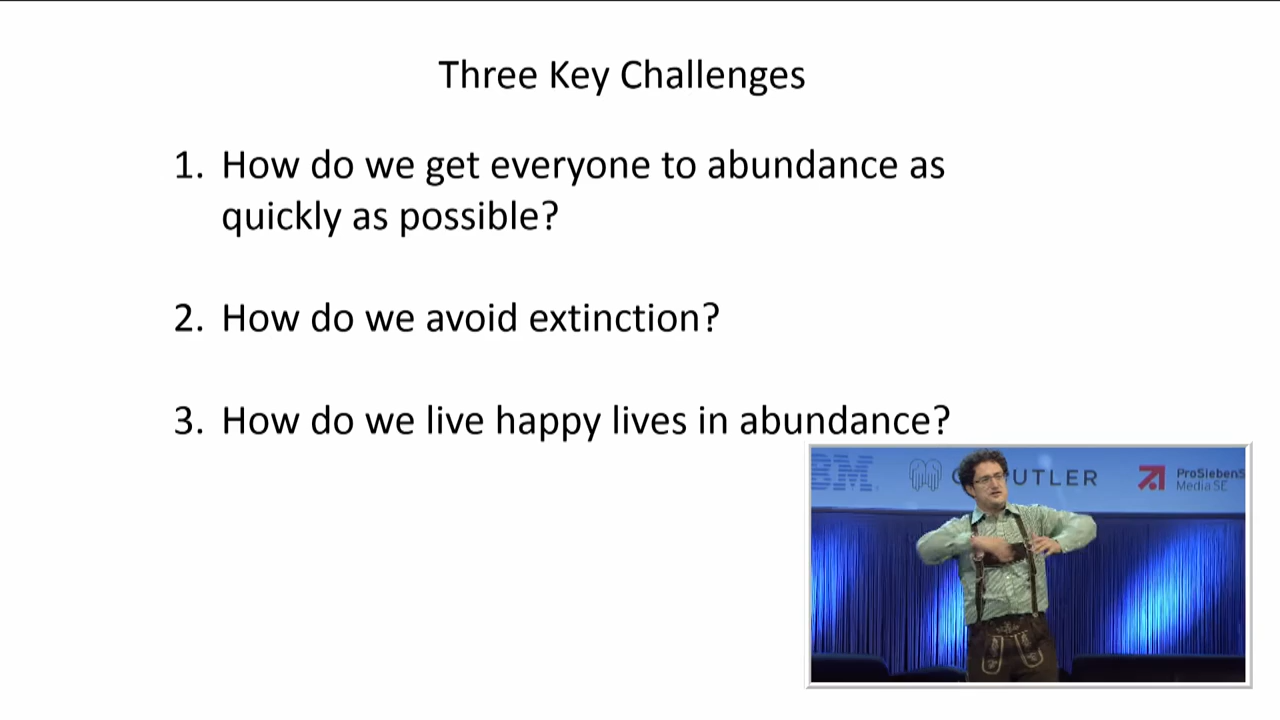 Three Key Challenges
1. How do we get everyone to abundance as
quickly as possible?
2. How do we avoid extinction?
3. How do we live happy lives in abundance?
IBM.
UTLER
ProSiebenS
Media SE